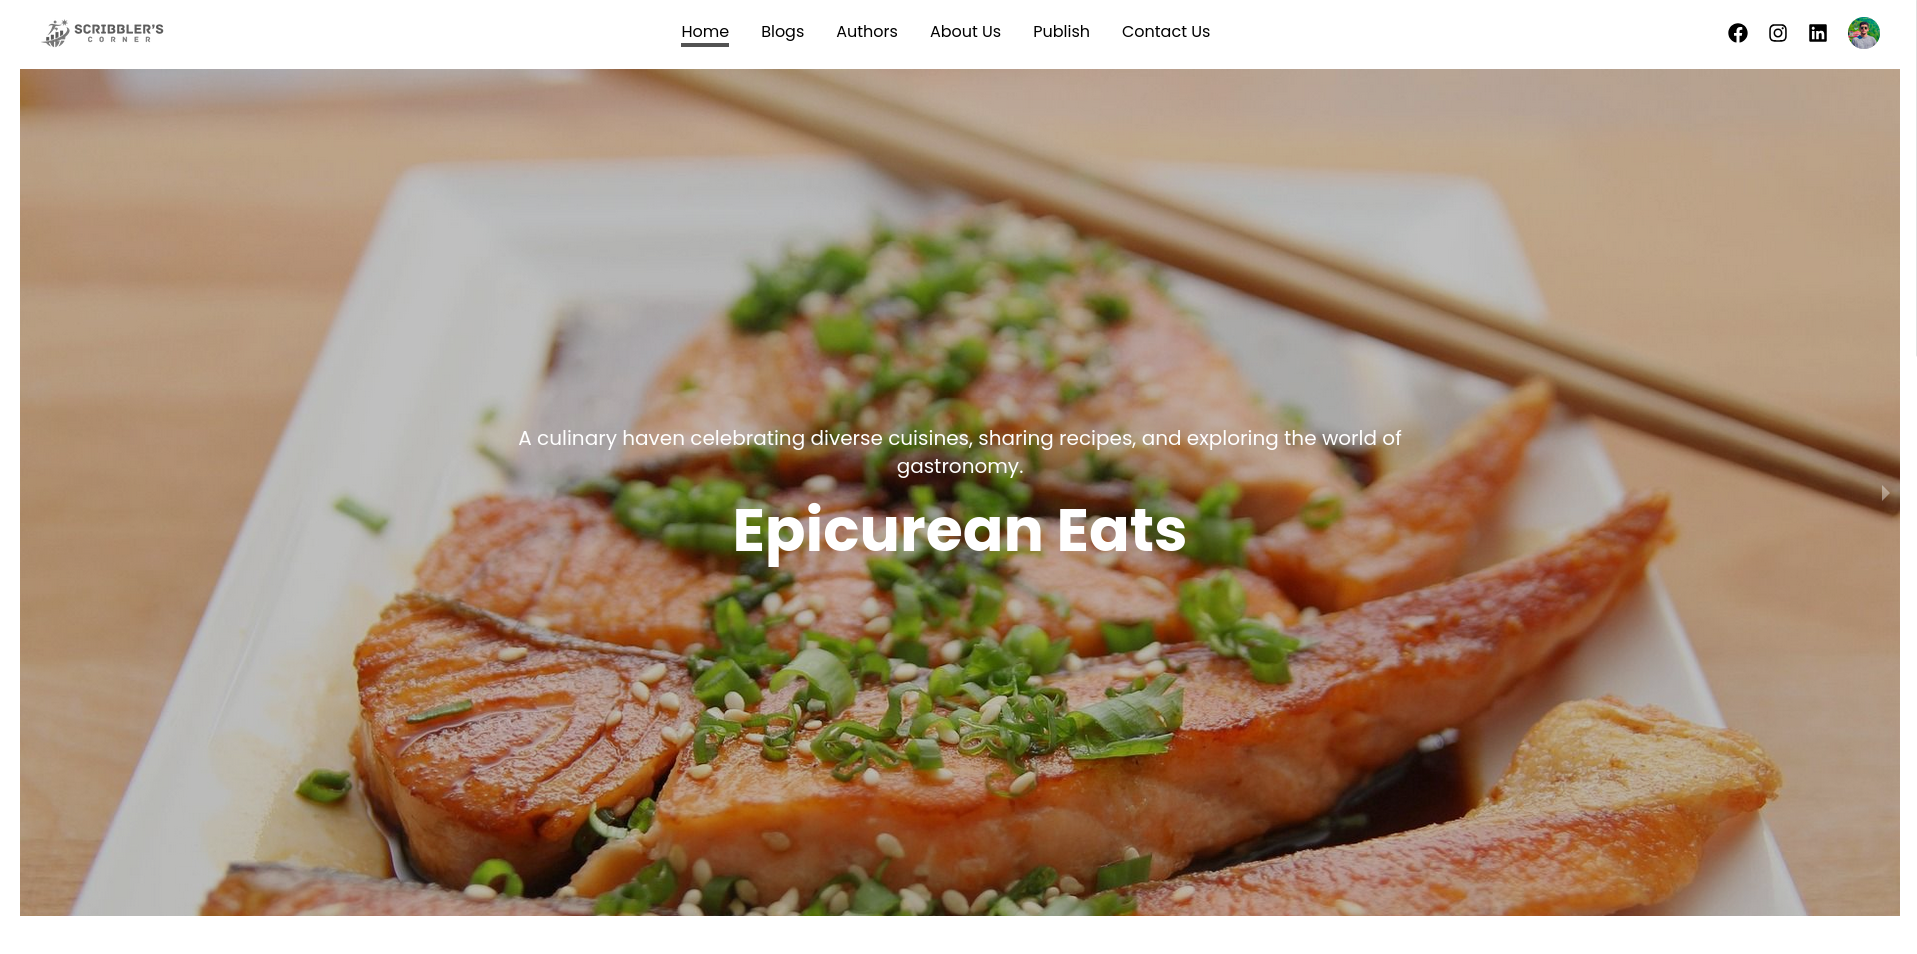 SCRIBBLER'S
CORNER
Home Blogs Authors About Us Publish Contact Us
A culinary haven celebrating diverse cuisines, sharing recipes, and exploring the world of
gastronomy.
Epicurean Eats